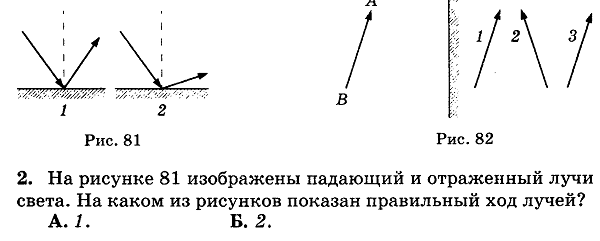 A
B
1 2 3
1 2
Рис. 81 Рис. 82
2. На рисунке 81 изображены падающий и отраженный лучи
света. На каком из рисунков показан правильный ход лучей?
А. 1. Б. 2.